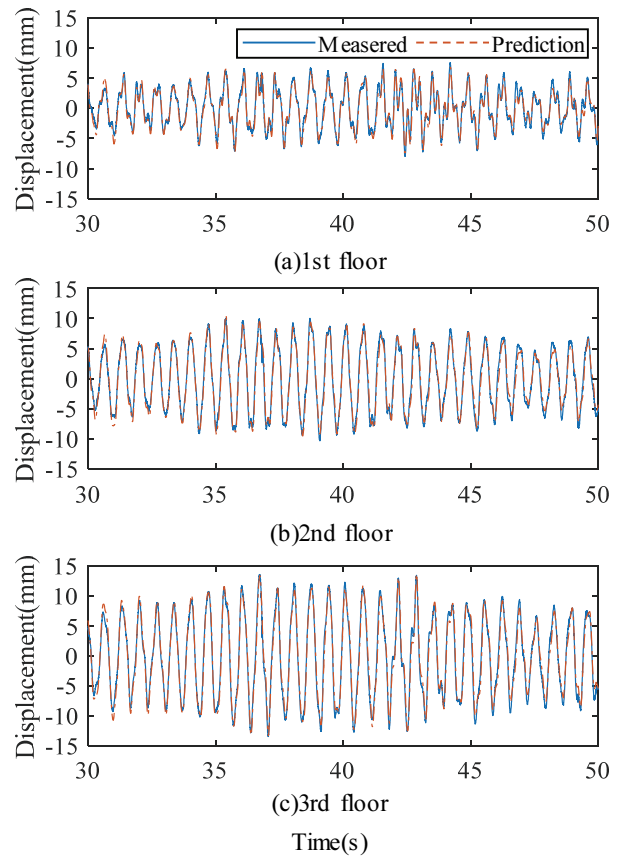 15
10
5
0
-5
-10
-15
Displacement(mm)
Measered Prediction
30 35 40 45 50
(a)1st floor
15
10
5
0
-5
-10
-15
Displacement(mm)
30 35 40 45 50
(b)2nd floor
15
10
5
0
-5
-10
-15
Displacement(mm)
30 35 40 45 50
(c)3rd floor
Time(s)